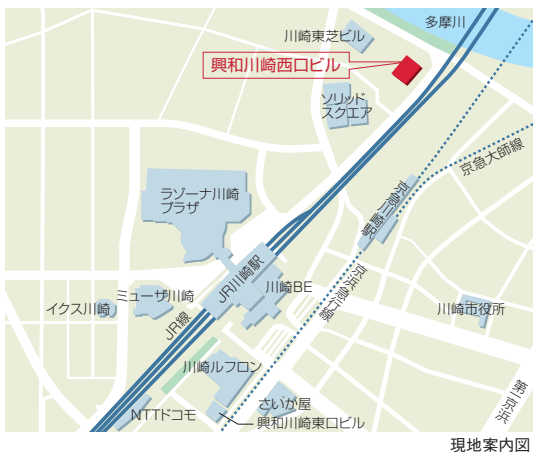 多摩川
川崎東芝ビル
興和川崎西口ビル
ソリッド
スクエア
京急大師線
京急川崎駅
ラゾーナ川崎
プラザ
JR川崎駅
川崎BE
京浜急行線
ミューザ川崎
イクス川崎
JR線
川崎市役所
川崎ルフロン
第一京浜
さいか屋
NTTドコモ
興和川崎東口ビル
現地案内図